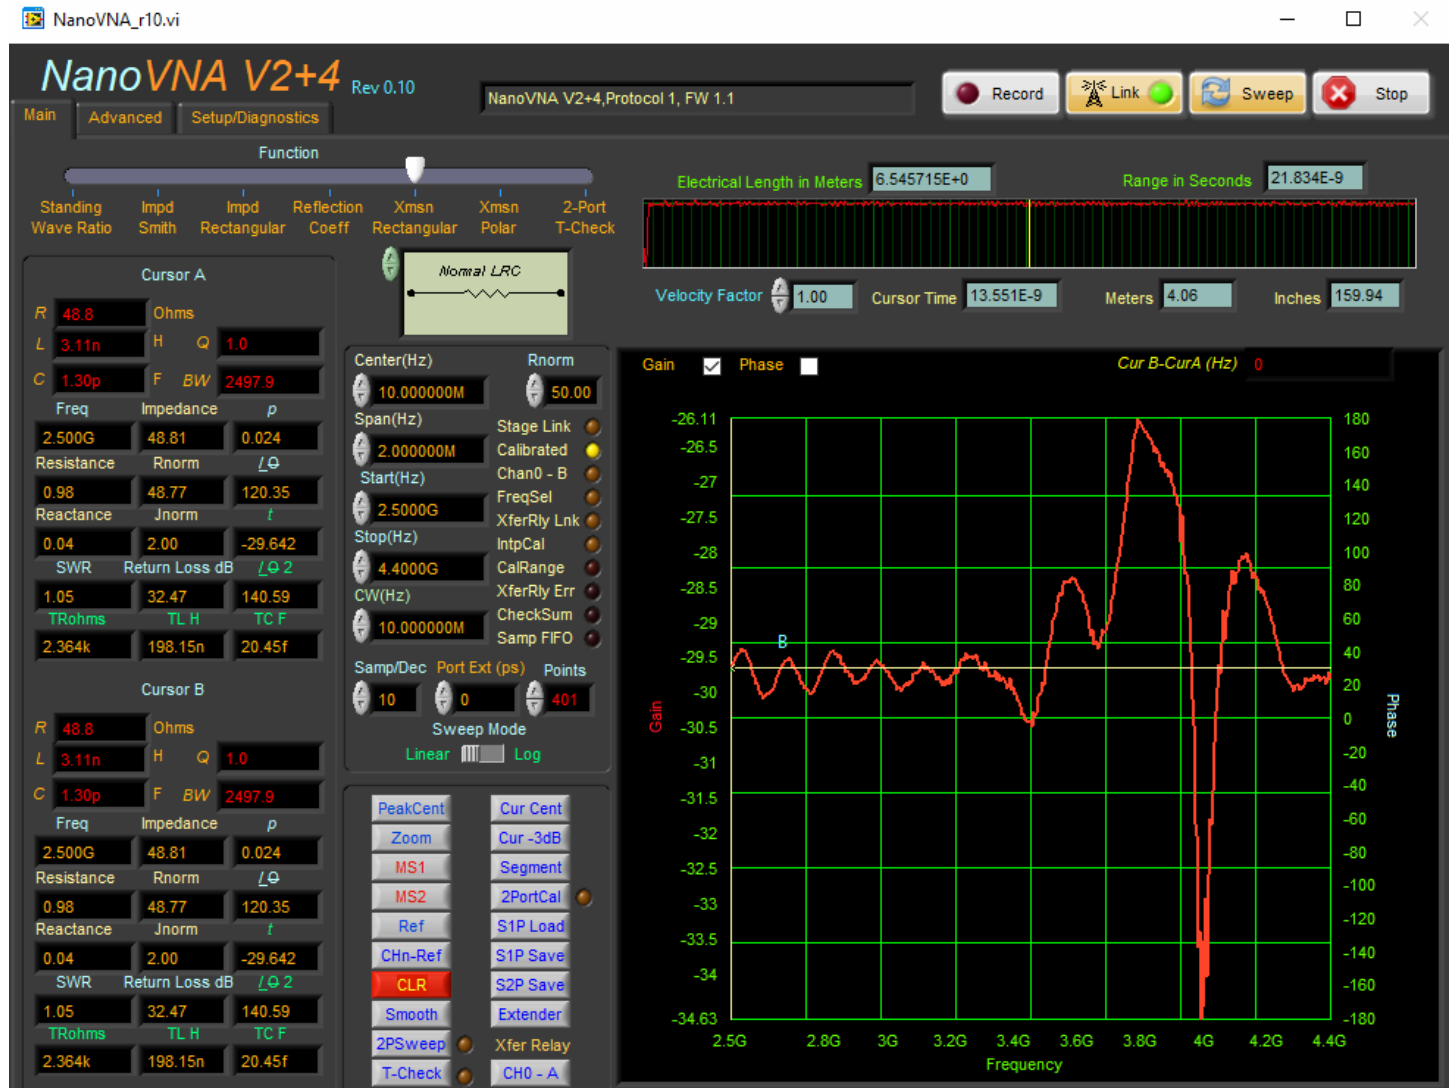 NanoVNA_r10.vi
NanoVNA V2+4 Rev 0.10
NanoVNA V2+4,Protocol 1, FW 1.1
Record Link Sweep Stop
Main Advanced Setup/Diagnostics
Function
Standing Wave Ratio
Impd Smith
Impd Rectangular
Reflection Coeff
Xmsn Rectangular
Xmsn Polar
2-Port T-Check
Electrical Length in Meters 6.545715E+0 Range in Seconds 21.834E-9
Velocity Factor 1.00 Cursor Time 13.551E-9 Meters 4.06 Inches 159.94
Normal LRC
Cursor A
R 48.8 Ohms
L 3.11n H Q 1.0
C 1.30p F BW 2497.9
Freq Impedance p
2.500G 48.81 0.024
Resistance Rnorm / O
0.98 48.77 120.35
Reactance Jnorm t
0.04 2.00 -29.642
SWR Return Loss dB / O 2
1.05 32.47 140.59
TRohms TL H TC F
2.364k 198.15n 20.45f
Cursor B
R 48.8 Ohms
L 3.11n H Q 1.0
C 1.30p F BW 2497.9
Freq Impedance p
2.500G 48.81 0.024
Resistance Rnorm / O
0.98 48.77 120.35
Reactance Jnorm t
0.04 2.00 -29.642
SWR Return Loss dB / O 2
1.05 32.47 140.59
TRohms TL H TC F
2.364k 198.15n 20.45f
Center(Hz) Rnorm
10.000000M 50.00
Span(Hz)
2.000000M
Start(Hz)
2.5000G
Stop(Hz)
4.4000G
CW(Hz)
10.000000M
Stage Link
Calibrated
Chan0 - B
FreqSel
XferRly Lnk
IntpCal
CalRange
XferRly Err
CheckSum
Samp FIFO
Samp/Dec Port Ext (ps) Points
10 0 401
Sweep Mode
Linear Log
PeakCent Cur Cent
Zoom Cur -3dB
MS1 Segment
MS2 2PortCal
Ref S1P Load
CHn-Ref S1P Save
CLR S2P Save
Smooth Extender
2PSweep Xfer Relay
T-Check CH0 - A
Gain Phase Cur B-CurA (Hz) 0
-26.11
-26.5
-27
-27.5
-28
-28.5
-29
-29.5
-30
-30.5
-31
-31.5
-32
-32.5
-33
-33.5
-34
-34.63
Gain
B
180
160
140
120
100
80
60
40
20
0
-20
-40
-60
-80
-100
-120
-140
-160
-180
Phase
2.5G 2.8G 3G 3.2G 3.4G 3.6G 3.8G 4G 4.2G 4.4G
Frequency